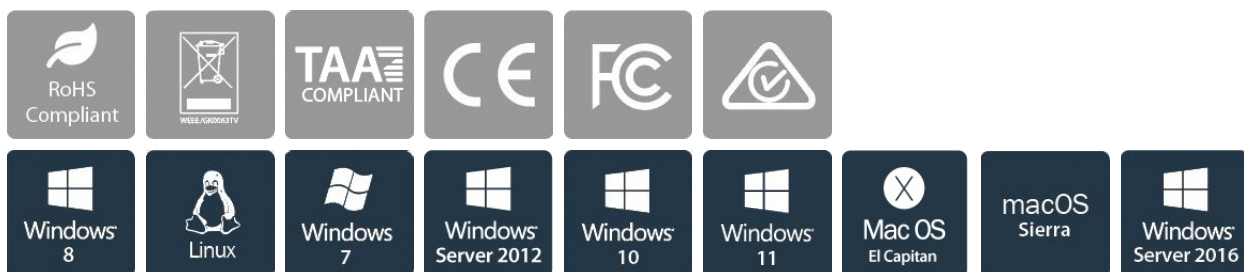 RoHS
Compliant
WEEE/GK0083TV
TAA
COMPLIANT
CE
FC
Windows
8
Linux
Windows
7
Windows
Server 2012
Windows
10
Windows
11
X
Mac OS
El Capitan
macOS
Sierra
Windows
Server 2016